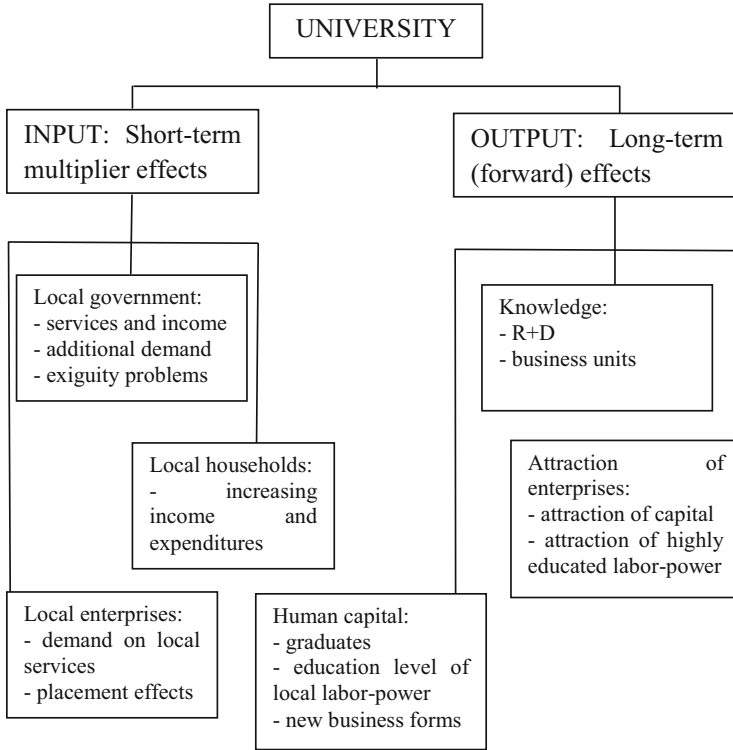 UNIVERSITY
INPUT: Short-term
multiplier effects
OUTPUT: Long-term
(forward) effects
Local government:
- services and income
- additional demand
- exiguity problems
Knowledge:
- R+D
- business units
Local households:
- increasing
income and
expenditures
Attraction of
enterprises:
- attraction of capital
- attraction of highly
educated labor-power
Local enterprises:
- demand on local
services
- placement effects
Human capital:
- graduates
- education level of
local labor-power
- new business forms